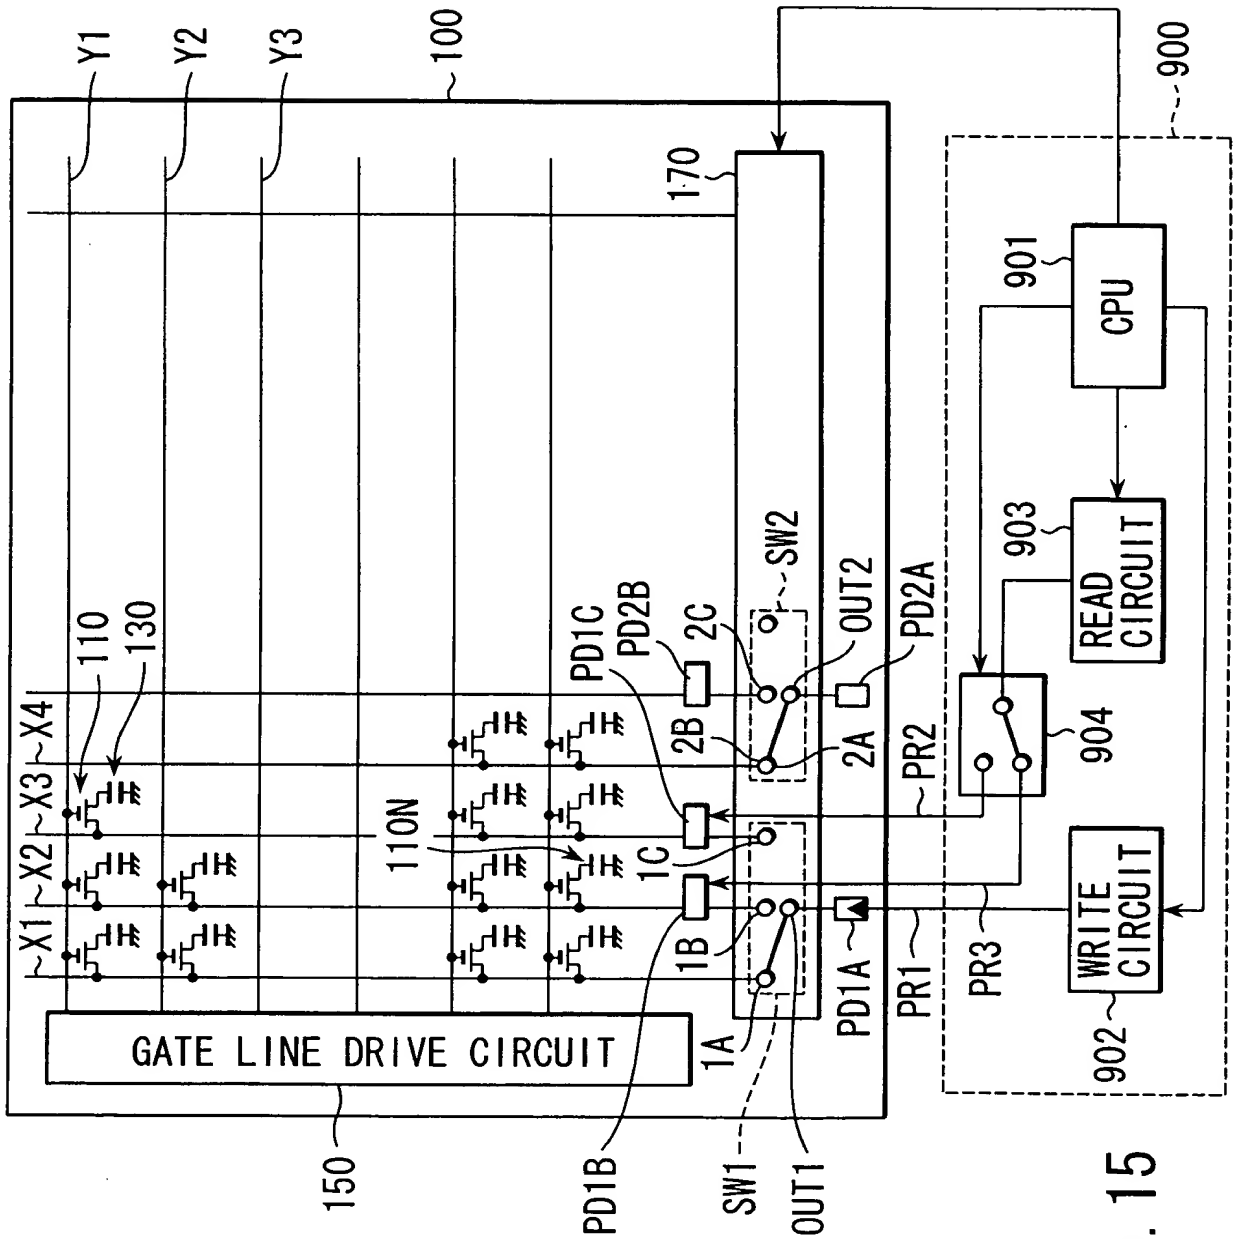 Y1
Y2
Y3
100
900
X1
X2
X3
X4
110
130
110N
170
GATE LINE DRIVE CIRCUIT
150
PD1B
PD1C
PD2B
1A
1B
1C
2B
2C
SW2
SW1
OUT1
PD1A
2A
OUT2
PD2A
PR1
PR3
PR2
901
CPU
903
READ
CIRCUIT
904
WRITE
CIRCUIT
902
. 15